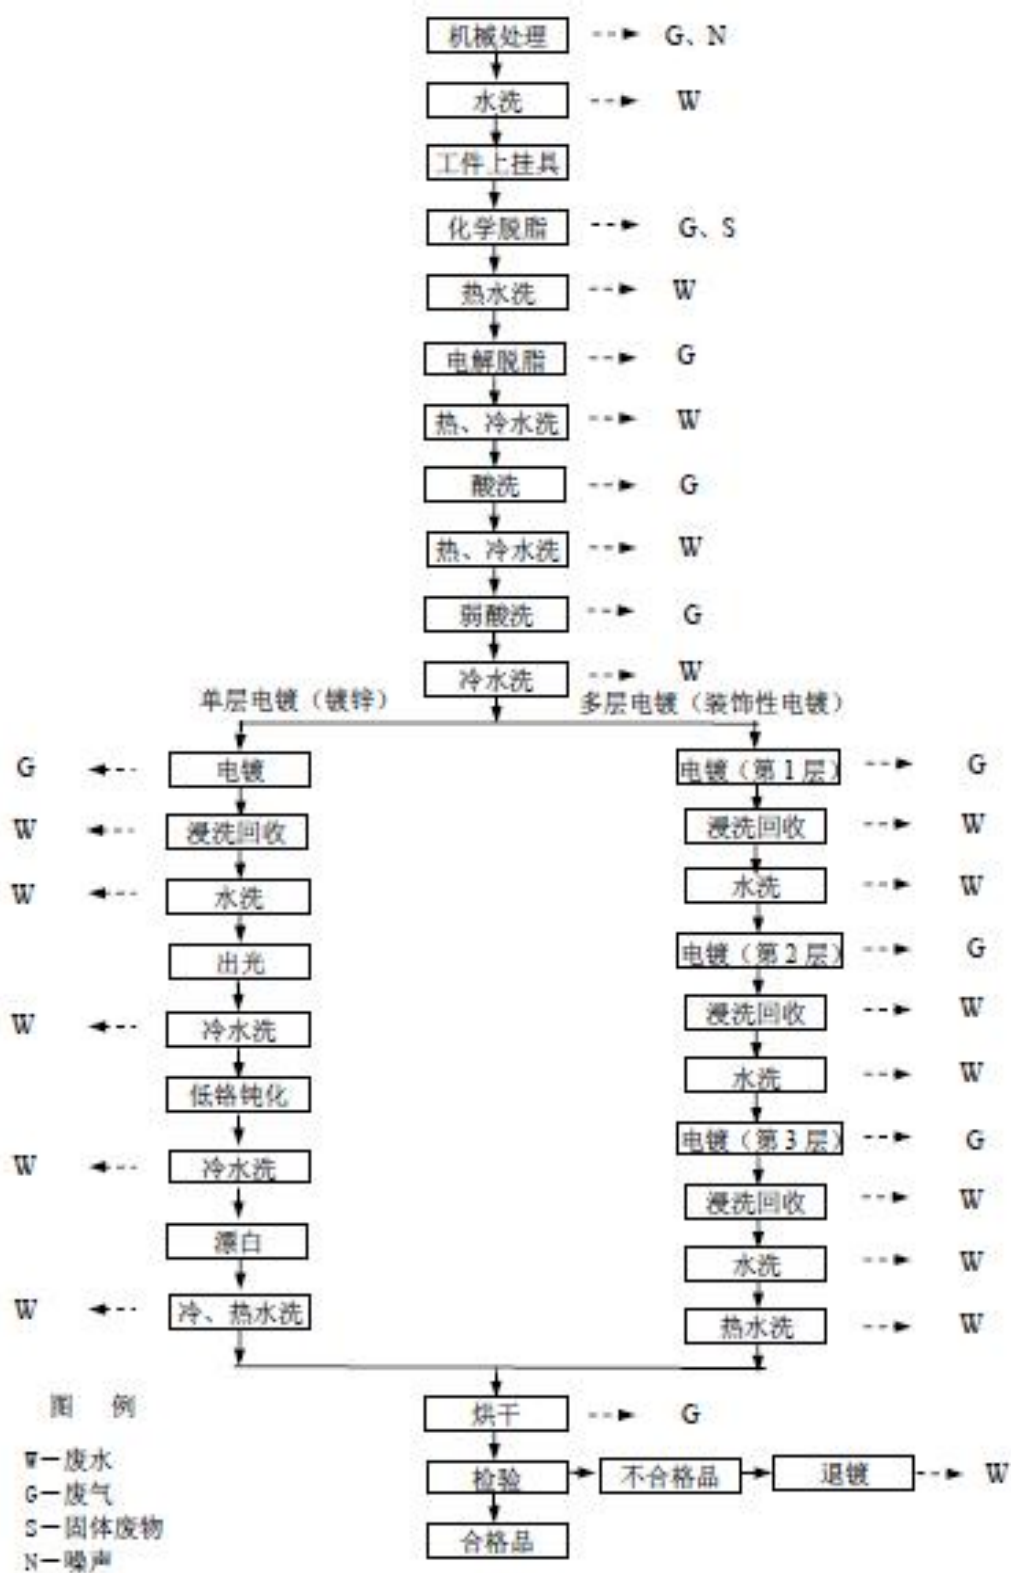 机械处理 G、N
水洗 W
工件上挂具
化学脱脂 G、S
热水洗 W
电解脱脂 G
热、冷水洗 W
酸洗 G
热、冷水洗 W
弱酸洗 G
冷水洗 W
单层电镀（镀锌） 多层电镀（装饰性电镀）
G 电镀 电镀（第1层） G
W 浸洗回收 浸洗回收 W
W 水洗 水洗 W
出光 电镀（第2层） G
W 冷水洗 浸洗回收 W
低铬钝化 水洗 W
电镀（第3层） G
W 冷水洗 浸洗回收 W
漂白 水洗 W
W 冷、热水洗 热水洗 W
图 例 烘干 G
W—废水 检验 不合格品 退镀 W
G—废气
S—固体废物 合格品
N—噪声